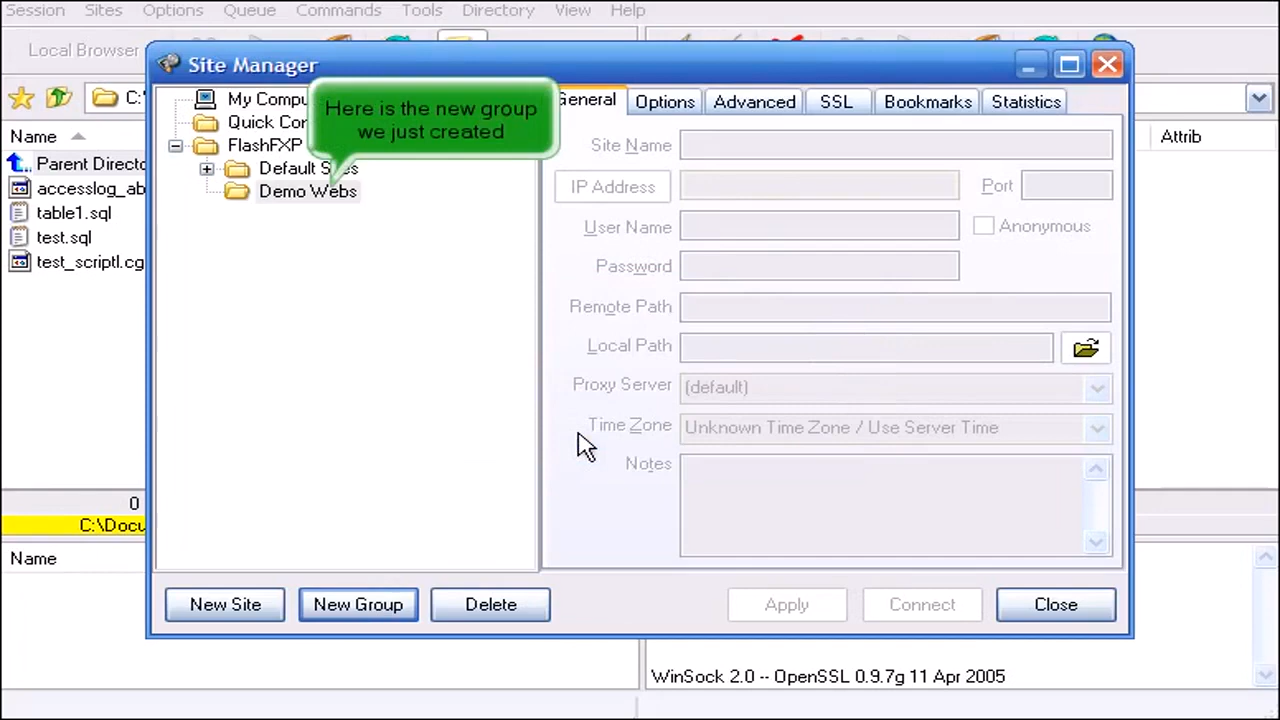 Session Sites Options Queue Commands Tools Directory View Help
Local Browser
Site Manager
C:\
Name
Attrib
Parent Directo
accesslog_ab
table1.sql
test.sql
test_scriptl.cg
My Compu
Quick Con
FlashFXP
Default Sites
Demo Webs
Here is the new group
we just created
General Options Advanced SSL Bookmarks Statistics
Site Name
IP Address
Port
User Name
Anonymous
Password
Remote Path
Local Path
Proxy Server (default)
Time Zone Unknown Time Zone / Use Server Time
Notes
New Site New Group Delete Apply Connect Close
0
C:\Docu
Name
WinSock 2.0 -- OpenSSL 0.9.7g 11 Apr 2005